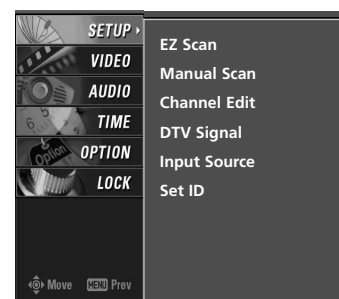 SETUP
VIDEO
AUDIO
TIME
OPTION
LOCK
EZ Scan
Manual Scan
Channel Edit
DTV Signal
Input Source
Set ID
Option
Move MENU Prev